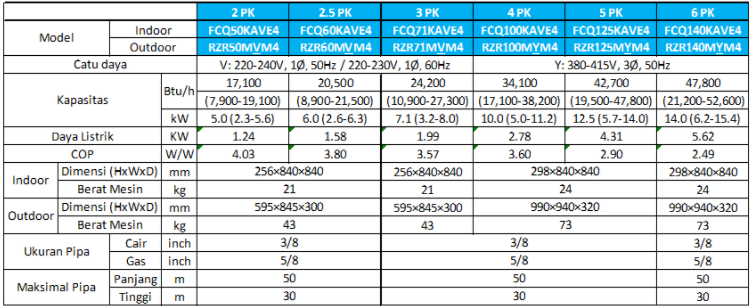 2 PK 2.5 PK 3 PK 4 PK 5 PK 6 PK
Model Indoor FCQ50KAVE4 FCQ60KAVE4 FCQ71KAVE4 FCQ100KAVE4 FCQ125KAVE4 FCQ140KAVE4
Outdoor RZR50MVM4 RZR60MVM4 RZR71MVM4 RZR100MYM4 RZR125MYM4 RZR140MYM4
Catu daya V: 220-240V, 1Ø, 50Hz / 220-230V, 1Ø, 60Hz Y: 380-415V, 3Ø, 50Hz
Kapasitas Btu/h 17,100 20,500 24,200 34,100 42,700 47,800
(7,900-19,100) (8,900-21,500) (10,900-27,300) (17,100-38,200) (19,500-47,800) (21,200-52,600)
kW 5.0 (2.3-5.6) 6.0 (2.6-6.3) 7.1 (3.2-8.0) 10.0 (5.0-11.2) 12.5 (5.7-14.0) 14.0 (6.2-15.4)
Daya Listrik KW 1.24 1.58 1.99 2.78 4.31 5.62
COP W/W 4.03 3.80 3.57 3.60 2.90 2.49
Indoor Dimensi (HxWxD) mm 256×840×840 256×840×840 298×840×840 298×840×840
Berat Mesin kg 21 21 24 24
Outdoor Dimensi (HxWxD) mm 595×845×300 595×845×300 990×940×320 990×940×320
Berat Mesin kg 43 43 73 73
Ukuran Pipa Cair inch 3/8 3/8 3/8
Gas inch 5/8 5/8 5/8
Maksimal Pipa Panjang m 50 50 50
Tinggi m 30 30 30